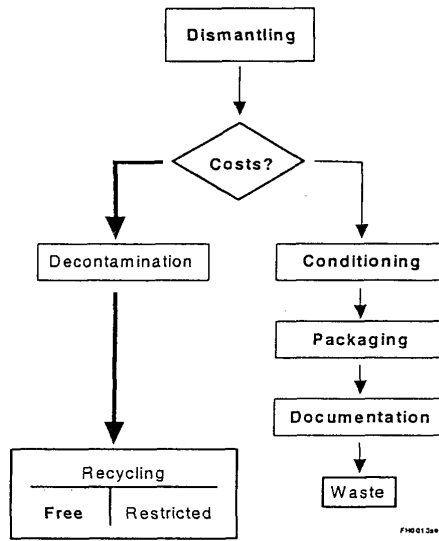 Dismantling
Costs?
Decontamination
Conditioning
Packaging
Documentation
Recycling
Free
Restricted
Waste